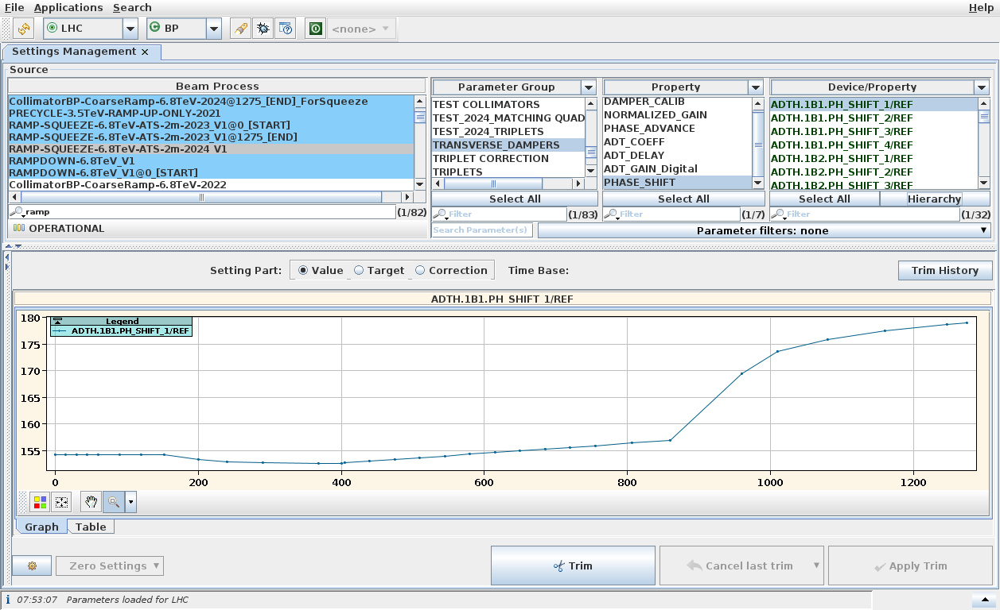 File Applications Search Help
LHC BP <none>
Settings Management
Source
Beam Process
CollimatorBP-CoarseRamp-6.8TeV-2024@1275_[END]_ForSqueeze
PRECYCLE-3.5TeV-RAMP-UP-ONLY-2021
RAMP-SQUEEZE-6.8TeV-ATS-2m-2023_V1@0_[START]
RAMP-SQUEEZE-6.8TeV-ATS-2m-2023_V1@1275_[END]
RAMP-SQUEEZE-6.8TeV-ATS-2m-2024_V1
RAMPDOWN-6.8TeV_V1
RAMPDOWN-6.8TeV_V1@0_[START]
CollimatorBP-CoarseRamp-6.8TeV-2022
ramp (1/82)
OPERATIONAL
Parameter Group
TEST COLLIMATORS
TEST_2024_MATCHING QUAD
TEST_2024_TRIPLETS
TRANSVERSE_DAMPERS
TRIPLET CORRECTION
TRIPLETS
Select All
Filter (1/83)
Search Parameter(s)
Property
DAMPER_CALIB
NORMALIZED_GAIN
PHASE_ADVANCE
ADT_COEFF
ADT_DELAY
ADT_GAIN_Digital
PHASE_SHIFT
Select All
Filter (1/7)
Device/Property
ADTH.1B1.PH_SHIFT_1/REF
ADTH.1B1.PH_SHIFT_2/REF
ADTH.1B1.PH_SHIFT_3/REF
ADTH.1B1.PH_SHIFT_4/REF
ADTH.1B2.PH_SHIFT_1/REF
ADTH.1B2.PH_SHIFT_2/REF
ADTH.1B2.PH_SHIFT_3/REF
Select All Hierarchy
Filter (1/32)
Parameter filters: none
Setting Part: Value Target Correction Time Base: Trim History
ADTH.1B1.PH_SHIFT_1/REF
Legend
ADTH.1B1.PH_SHIFT_1/REF
180
175
170
165
160
155
0 200 400 600 800 1000 1200
Graph Table
Zero Settings Trim Cancel last trim Apply Trim
07:53:07 Parameters loaded for LHC